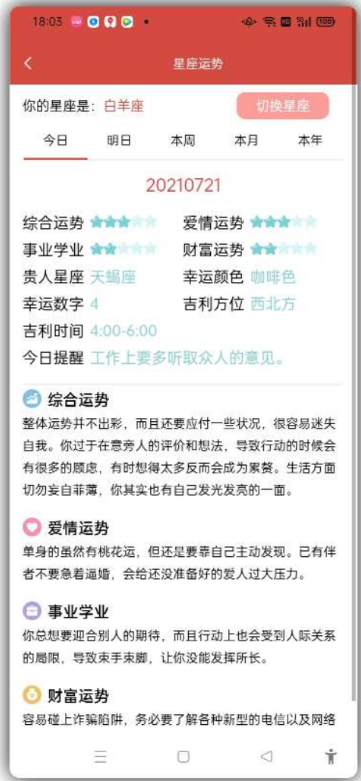 18:03
100
星座运势
你的星座是：白羊座 切换星座
今日 明日 本周 本月 本年
20210721
综合运势 爱情运势
事业学业 财富运势
贵人星座 天蝎座 幸运颜色 咖啡色
幸运数字 4 吉利方位 西北方
吉利时间 4:00-6:00
今日提醒 工作上要多听取众人的意见。
综合运势
整体运势并不出彩，而且还要应付一些状况，很容易迷失
自我。你过于在意旁人的评价和想法，导致行动的时候会
有很多的顾虑，有时想得太多反而会成为累赘。生活方面
切勿妄自菲薄，你其实也有自己发光发亮的一面。
爱情运势
单身的虽然有桃花运，但还是要靠自己主动发现。已有伴
者不要急着逼婚，会给还没准备好的爱人过大压力。
事业学业
你总想要迎合别人的期待，而且行动上也会受到人际关系
的局限，导致束手束脚，让你没能发挥所长。
财富运势
容易碰上诈骗陷阱，务必要了解各种新型的电信以及网络